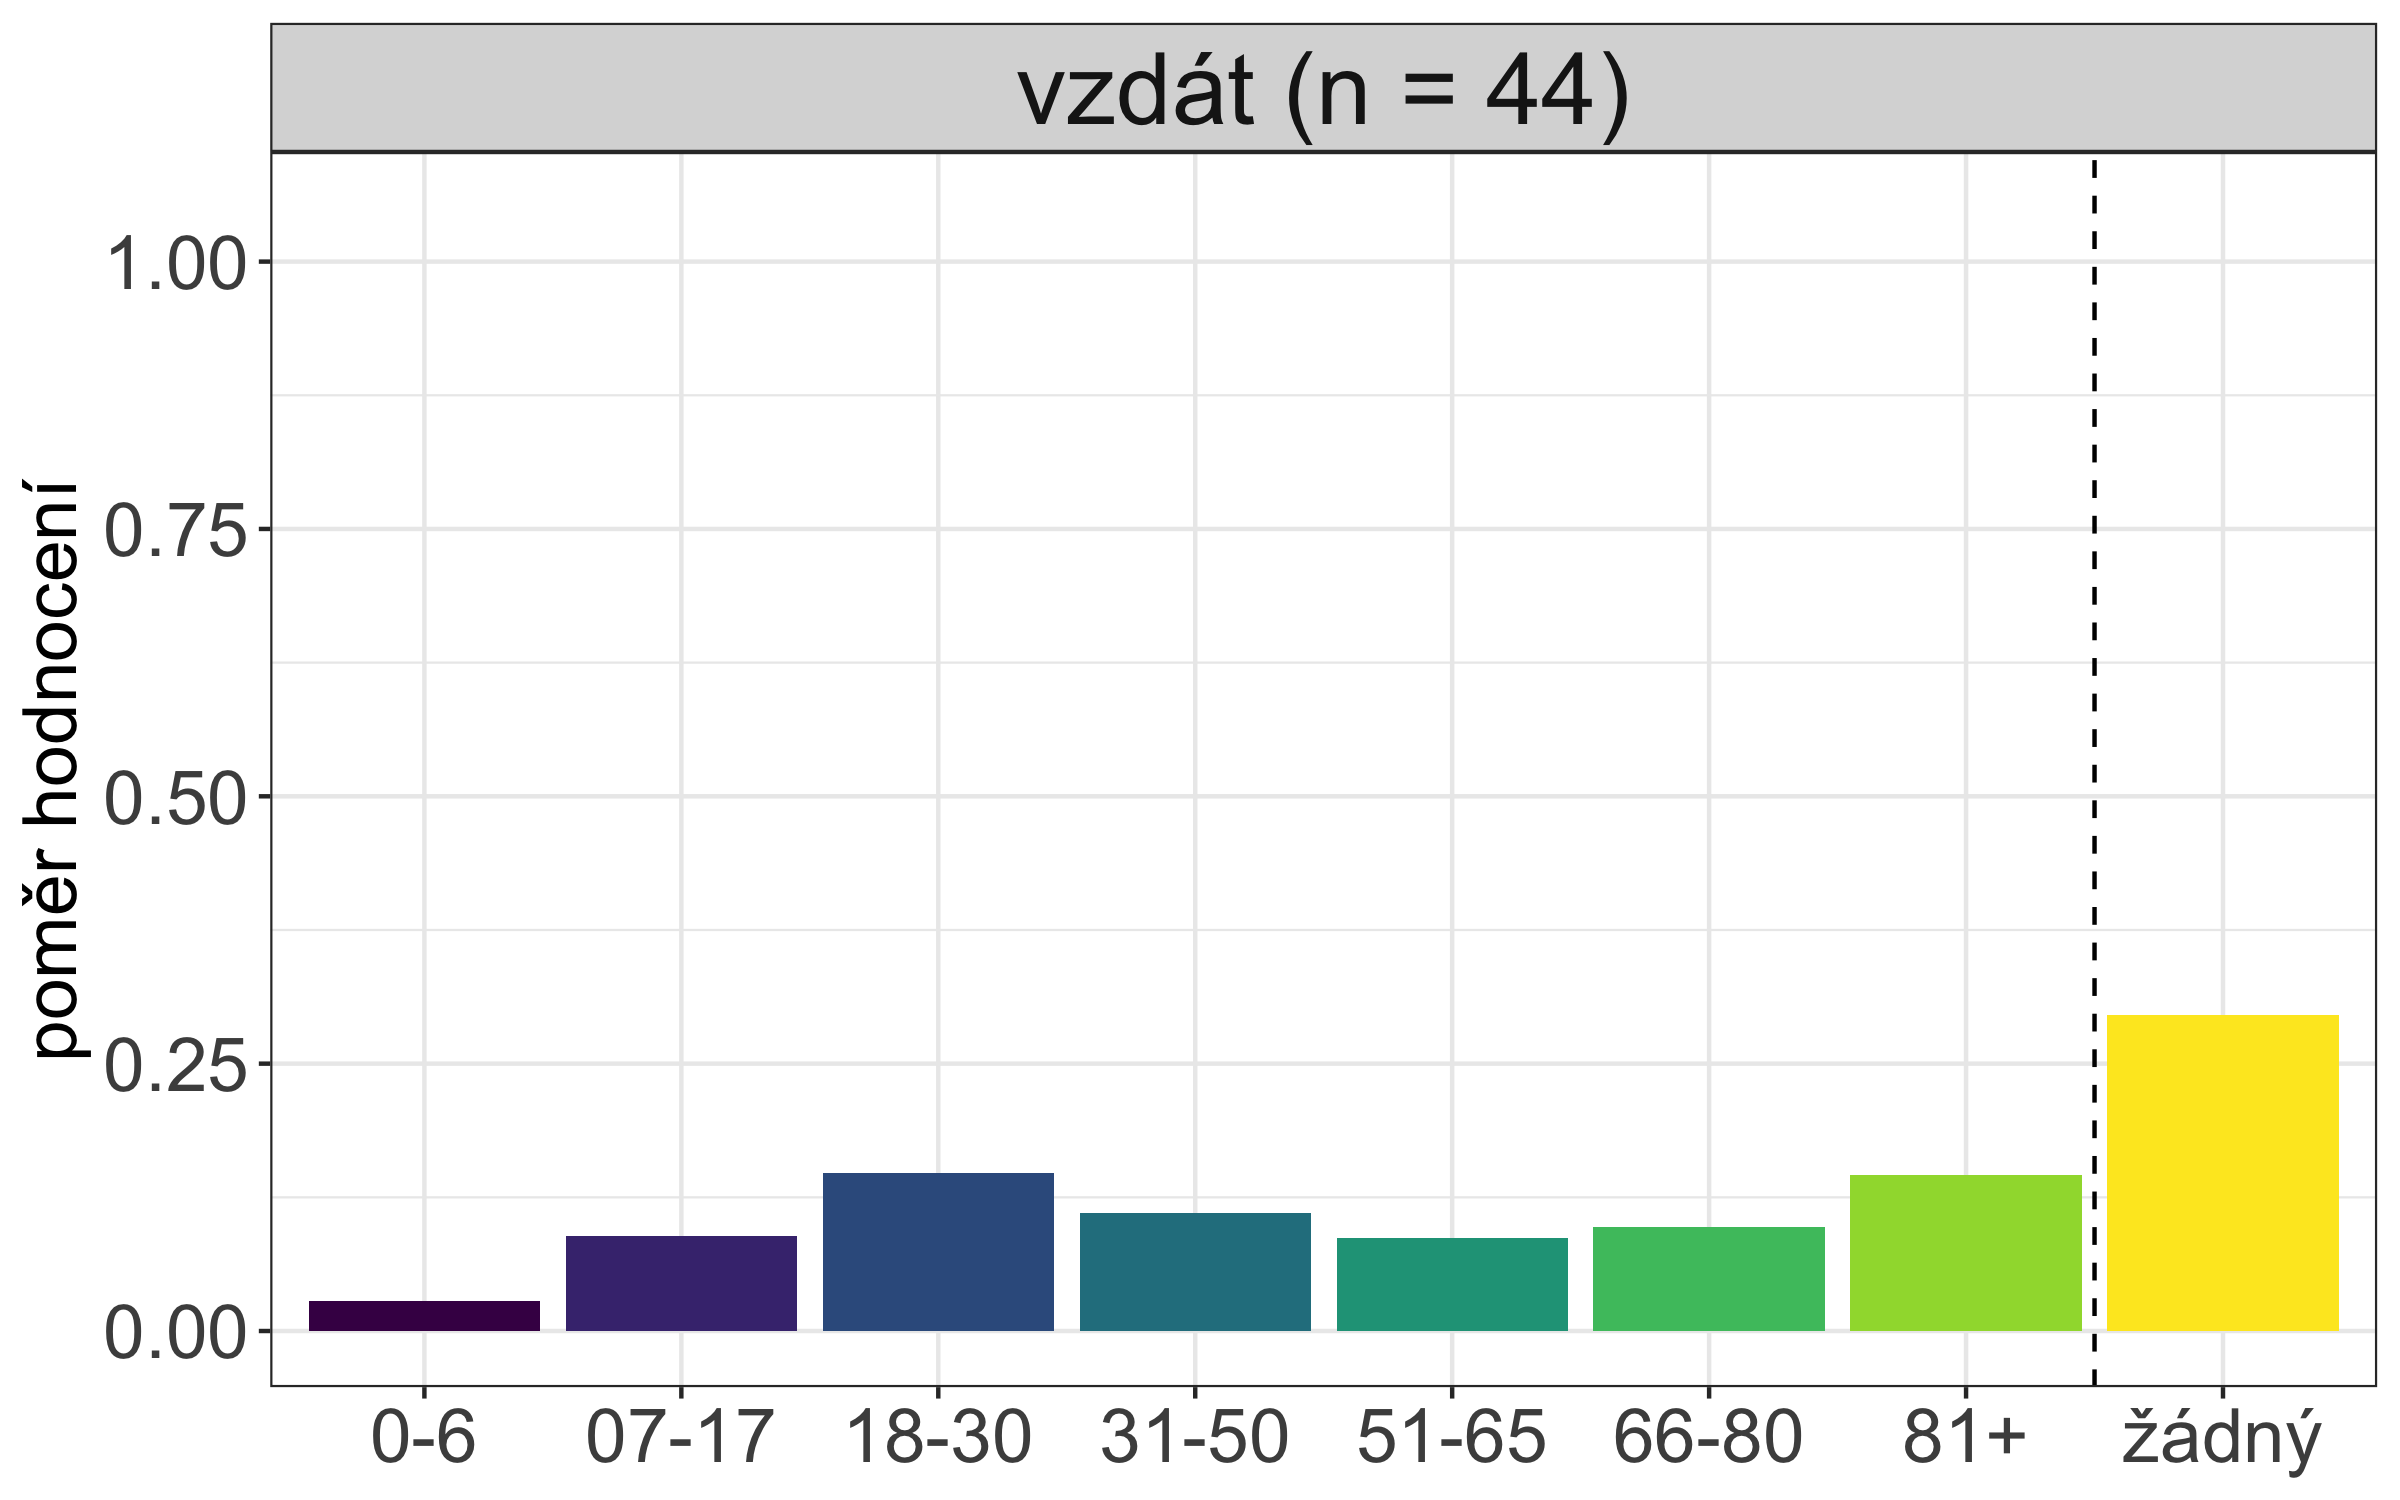 vzdát (n = 44)
poměr hodnocení
1.00
0.75
0.50
0.25
0.00
0-6 07-17 18-30 31-50 51-65 66-80 81+ žádný